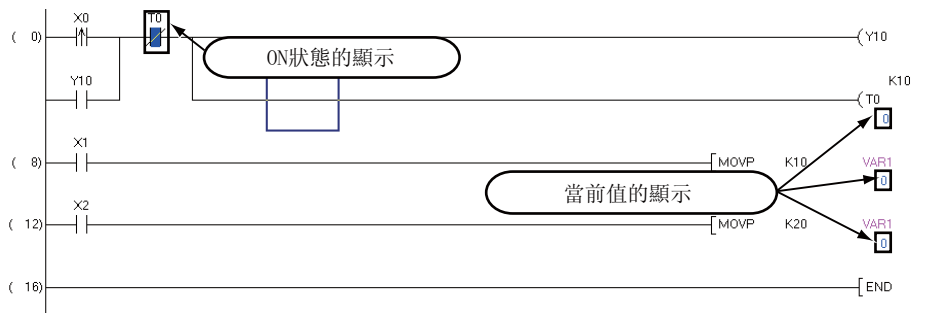 X0 T0
( 0) Y10
ON狀態的顯示
Y10 K10
T0
0
X1
( 8) MOVP K10 VAR1
0
當前值的顯示
X2
( 12) MOVP K20 VAR1
0
( 16) END